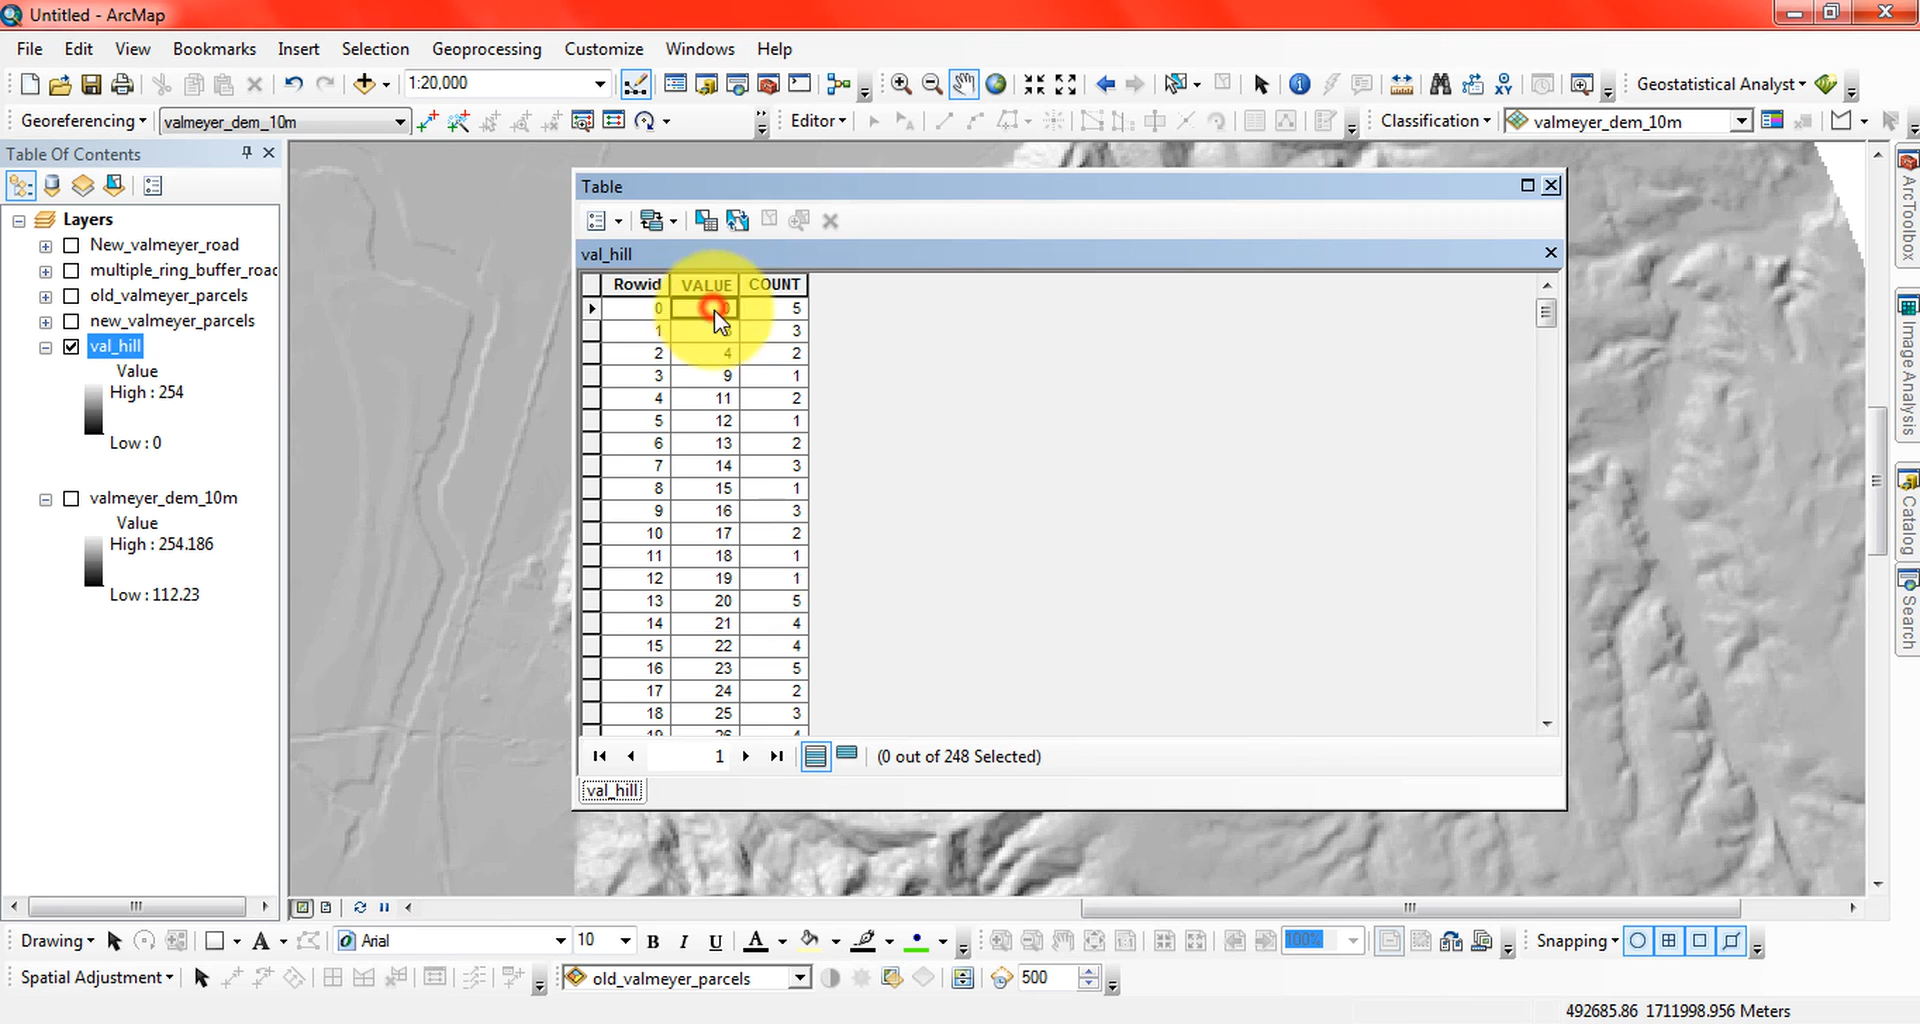 Untitled - ArcMap
File Edit View Bookmarks Insert Selection Geoprocessing Customize Windows Help
1:20,000 Geostatistical Analyst
Georeferencing valmeyer_dem_10m Editor Classification valmeyer_dem_10m
Table Of Contents
Layers
New_valmeyer_road
multiple_ring_buffer_road
old_valmeyer_parcels
new_valmeyer_parcels
val_hill
Value
High : 254
Low : 0
valmeyer_dem_10m
Value
High : 254.186
Low : 112.23
Table
val_hill
Rowid VALUE COUNT
0 0 5
1 3
2 4 2
3 9 1
4 11 2
5 12 1
6 13 2
7 14 3
8 15 1
9 16 3
10 17 2
11 18 1
12 19 1
13 20 5
14 21 4
15 22 4
16 23 5
17 24 2
18 25 3
19 26 4
1 (0 out of 248 Selected)
val_hill
ArcToolbox
Image Analysis
Catalog
Search
Drawing A Arial 10 B I U A 100% Snapping
Spatial Adjustment old_valmeyer_parcels 500
492685.86 1711998.956 Meters